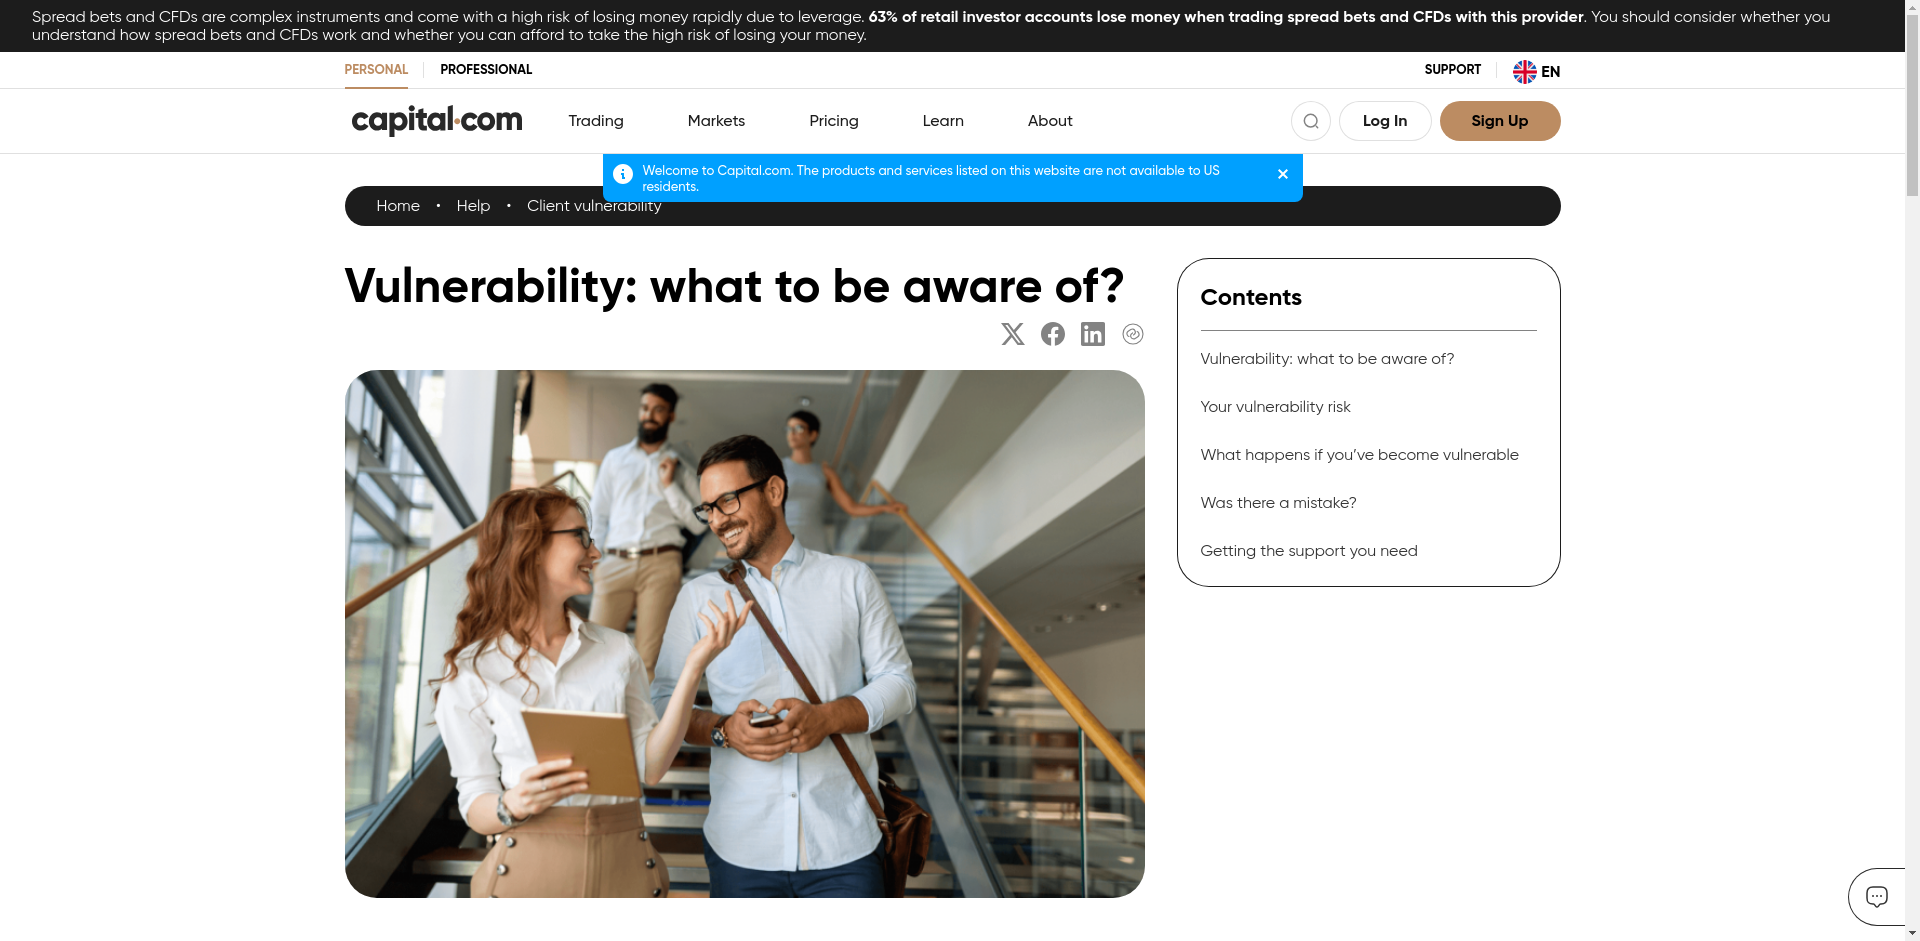 Spread bets and CFDs are complex instruments and come with a high risk of losing money rapidly due to leverage. 63% of retail investor accounts lose money when trading spread bets and CFDs with this provider. You should consider whether you
understand how spread bets and CFDs work and whether you can afford to take the high risk of losing your money.
PERSONAL PROFESSIONAL SUPPORT EN
capital.com Trading Markets Pricing Learn About Log In Sign Up
Welcome to Capital.com. The products and services listed on this website are not available to US
residents.
Home • Help • Client vulnerability
Vulnerability: what to be aware of?
Contents
Vulnerability: what to be aware of?
Your vulnerability risk
What happens if you’ve become vulnerable
Was there a mistake?
Getting the support you need